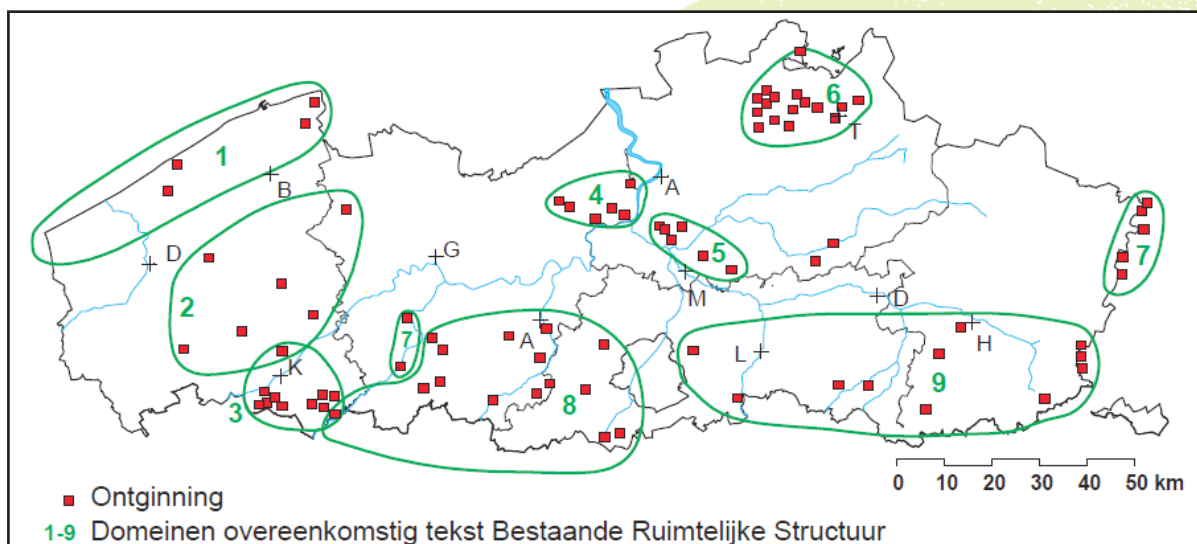 6
T
1
B
4
A
5
M
7
D
G
2
D
7
A
L
H
K
3
8
9
0 10 20 30 40 50 km
Ontginning
1-9 Domeinen overeenkomstig tekst Bestaande Ruimtelijke Structuur